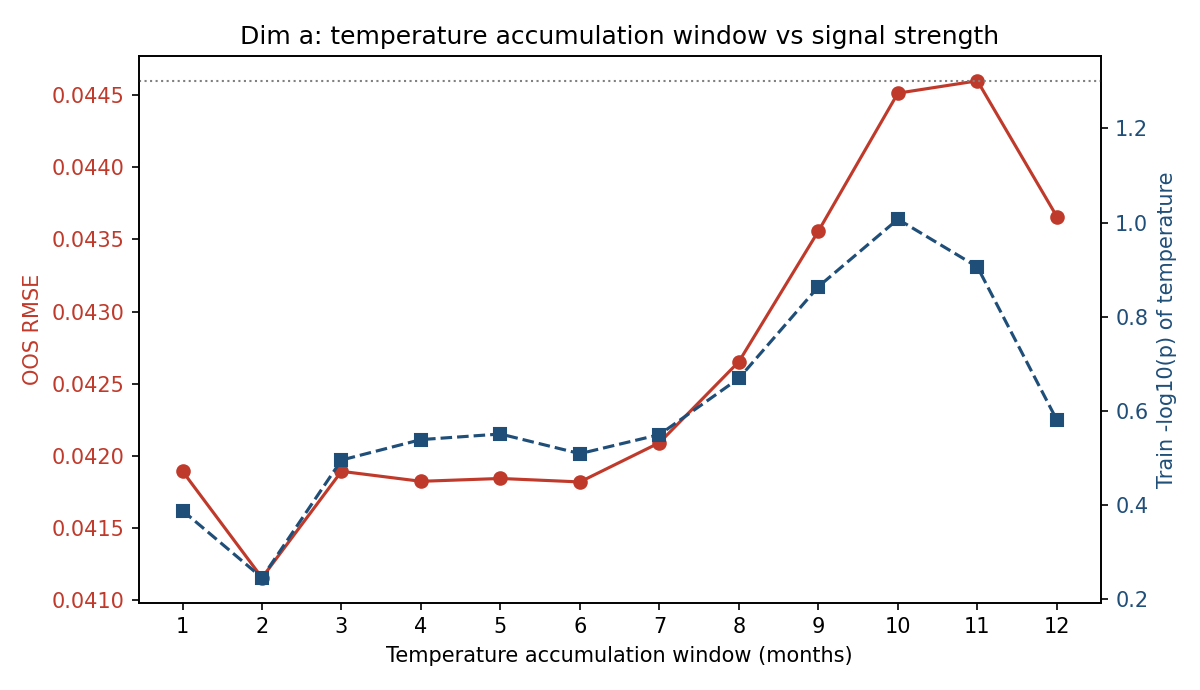 Dim a: temperature accumulation window vs signal strength
OOS RMSE
0.0445
0.0440
0.0435
0.0430
0.0425
0.0420
0.0415
0.0410
1.2
1.0
0.8
0.6
0.4
0.2
Train -log10(p) of temperature
1 2 3 4 5 6 7 8 9 10 11 12
Temperature accumulation window (months)